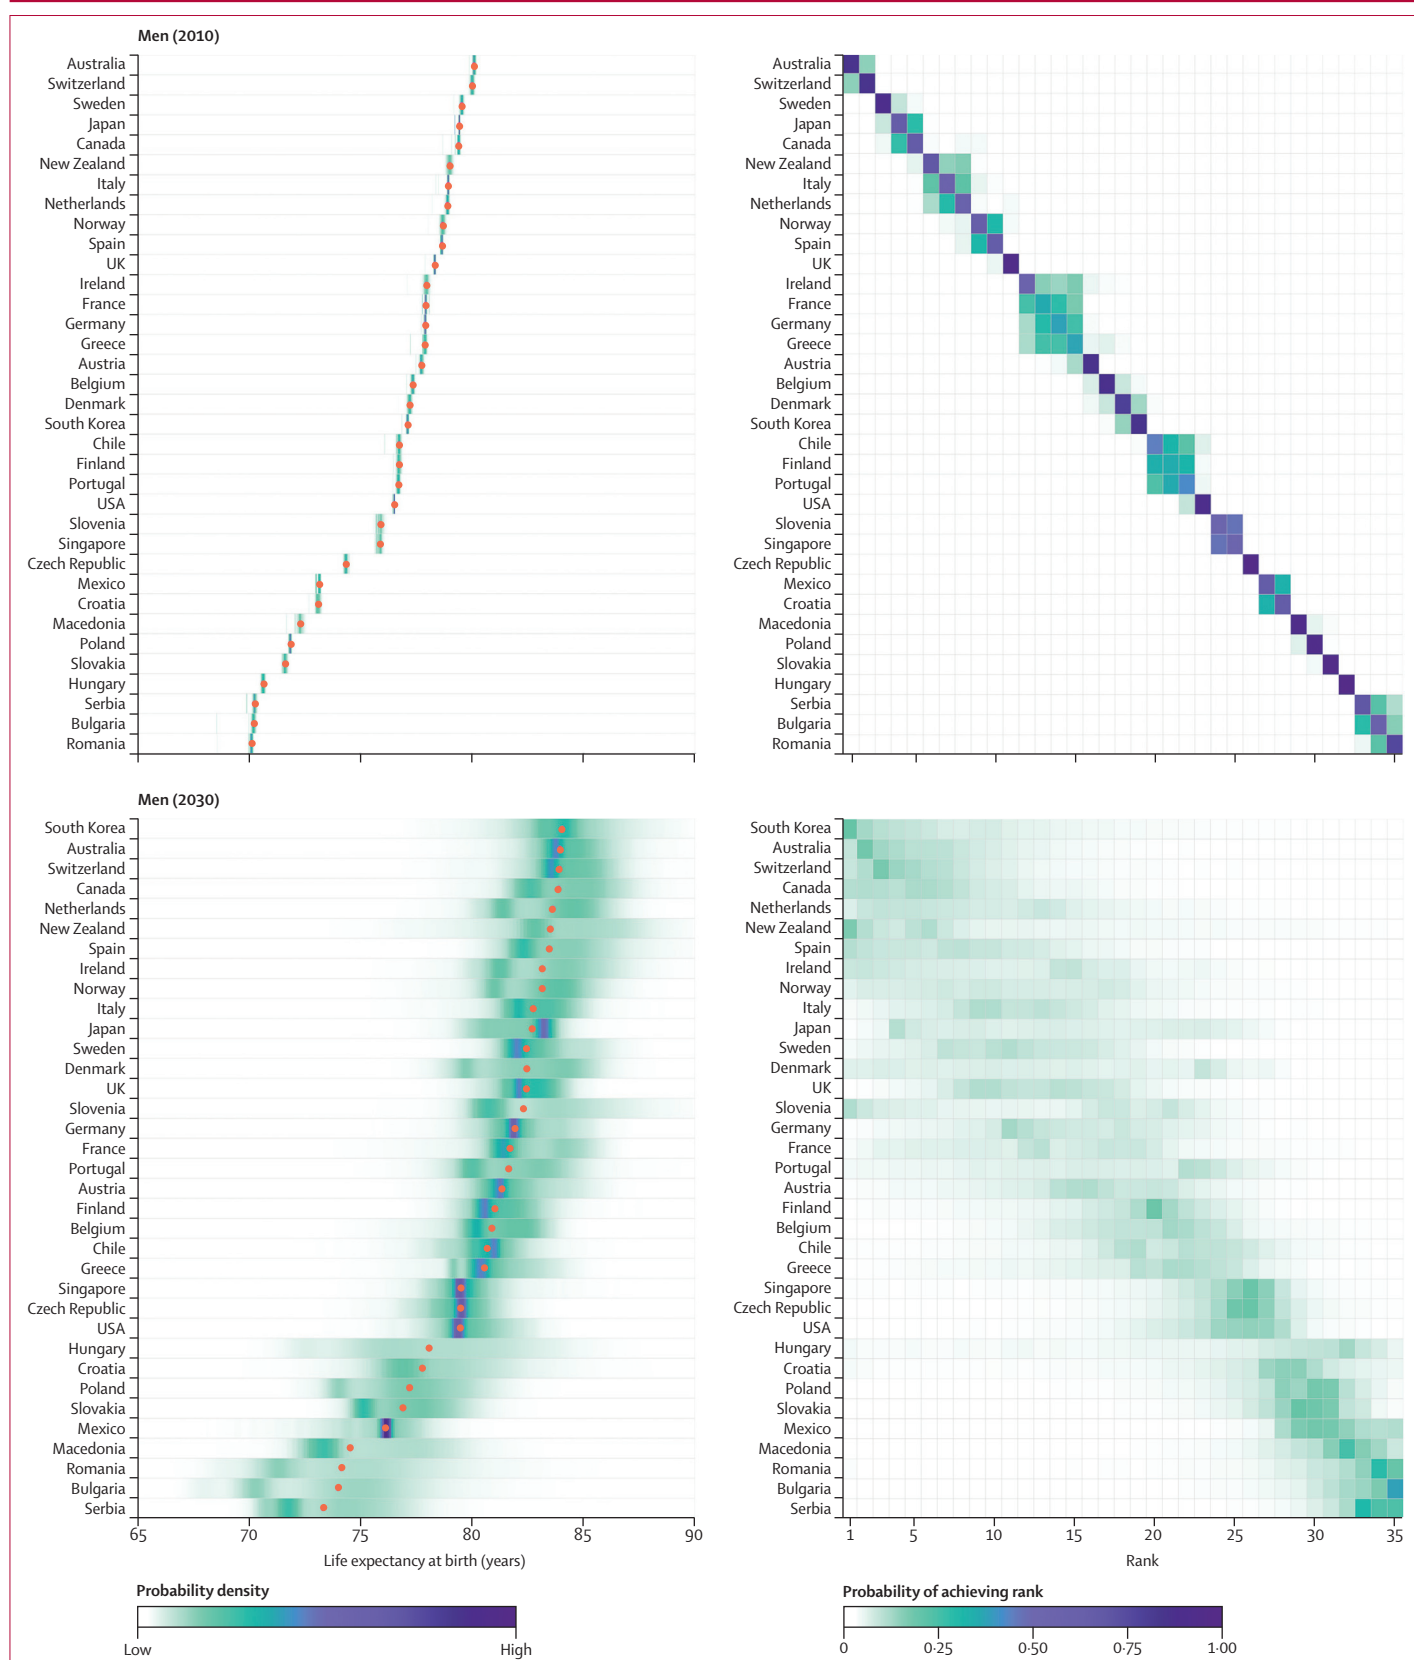 Men (2010)
Australia
Switzerland
Sweden
Japan
Canada
New Zealand
Italy
Netherlands
Norway
Spain
UK
Ireland
France
Germany
Greece
Austria
Belgium
Denmark
South Korea
Chile
Finland
Portugal
USA
Slovenia
Singapore
Czech Republic
Mexico
Croatia
Macedonia
Poland
Slovakia
Hungary
Serbia
Bulgaria
Romania
Australia
Switzerland
Sweden
Japan
Canada
New Zealand
Italy
Netherlands
Norway
Spain
UK
Ireland
France
Germany
Greece
Austria
Belgium
Denmark
South Korea
Chile
Finland
Portugal
USA
Slovenia
Singapore
Czech Republic
Mexico
Croatia
Macedonia
Poland
Slovakia
Hungary
Serbia
Bulgaria
Romania
Men (2030)
South Korea
Australia
Switzerland
Canada
Netherlands
New Zealand
Spain
Ireland
Norway
Italy
Japan
Sweden
Denmark
UK
Slovenia
Germany
France
Portugal
Austria
Finland
Belgium
Chile
Greece
Singapore
Czech Republic
USA
Hungary
Croatia
Poland
Slovakia
Mexico
Macedonia
Romania
Bulgaria
Serbia
65 70 75 80 85 90
Life expectancy at birth (years)
South Korea
Australia
Switzerland
Canada
Netherlands
New Zealand
Spain
Ireland
Norway
Italy
Japan
Sweden
Denmark
UK
Slovenia
Germany
France
Portugal
Austria
Finland
Belgium
Chile
Greece
Singapore
Czech Republic
USA
Hungary
Croatia
Poland
Slovakia
Mexico
Macedonia
Romania
Bulgaria
Serbia
1 5 10 15 20 25 30 35
Rank
Probability density
Low High
Probability of achieving rank
0 0·25 0·50 0·75 1·00